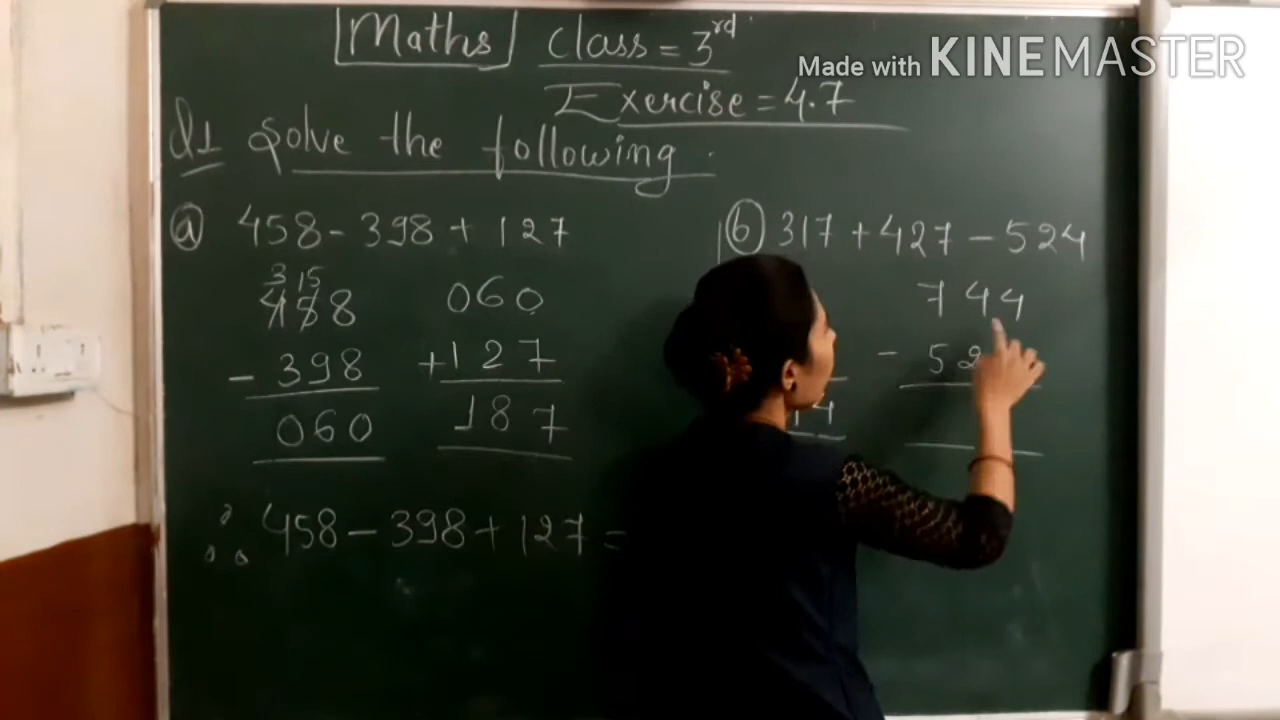 Maths Class = 3rd
Made with KINEMASTER
Exercise = 4.7
Q1 Solve the following.
a 458 - 398 + 127
b 317 + 427 - 524
3 15
458
- 398
060
060
+ 127
187
744
- 52
14
∴ 458 - 398 + 127 =